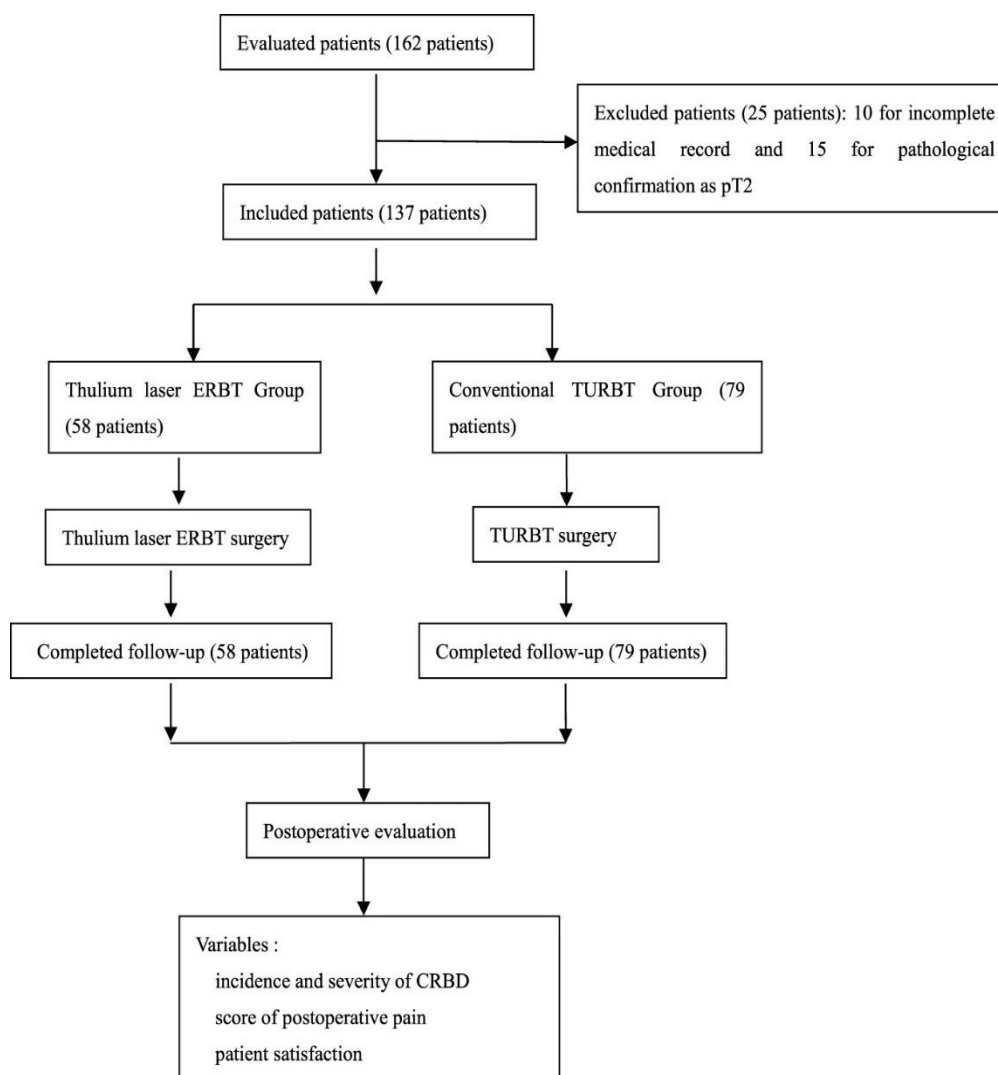 Evaluated patients (162 patients)
Excluded patients (25 patients): 10 for incomplete
medical record and 15 for pathological
confirmation as pT2
Included patients (137 patients)
Thulium laser ERBT Group
(58 patients)
Conventional TURBT Group (79
patients)
Thulium laser ERBT surgery
TURBT surgery
Completed follow-up (58 patients)
Completed follow-up (79 patients)
Postoperative evaluation
Variables :
incidence and severity of CRBD
score of postoperative pain
patient satisfaction